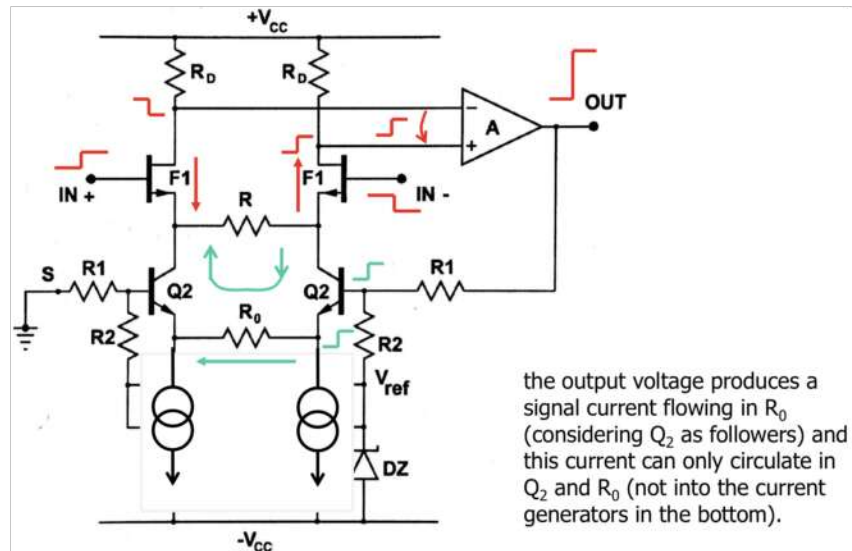 +VCC
RD RD
OUT
−
A
+
F1 F1
IN + IN -
R
S R1 R1
Q2 Q2
R0
R2 R2
Vref
DZ
-VCC
the output voltage produces a
signal current flowing in R0
(considering Q2 as followers) and
this current can only circulate in
Q2 and R0 (not into the current
generators in the bottom).